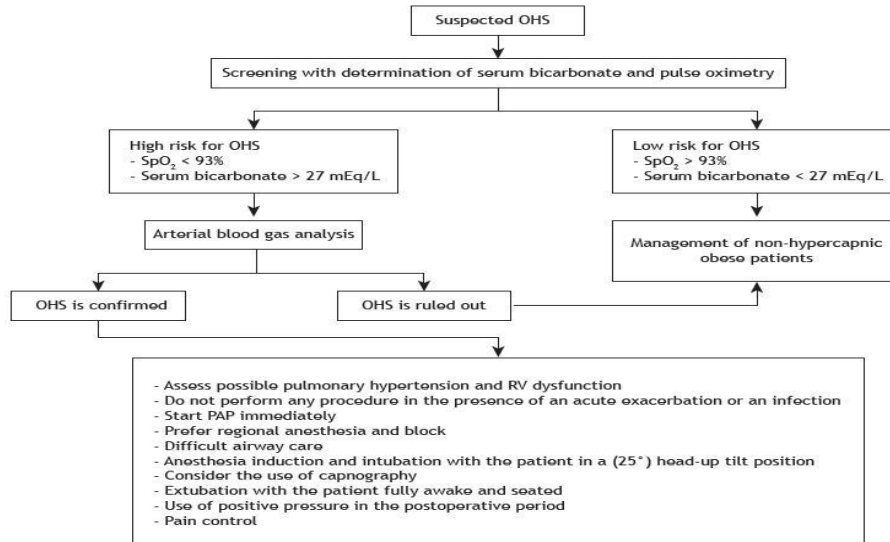 Suspected OHS
Screening with determination of serum bicarbonate and pulse oximetry
High risk for OHS
- SpO₂ < 93%
- Serum bicarbonate > 27 mEq/L
Low risk for OHS
- SpO₂ > 93%
- Serum bicarbonate < 27 mEq/L
Arterial blood gas analysis
Management of non-hypercapnic
obese patients
OHS is confirmed
OHS is ruled out
- Assess possible pulmonary hypertension and RV dysfunction
- Do not perform any procedure in the presence of an acute exacerbation or an infection
- Start PAP immediately
- Prefer regional anesthesia and block
- Difficult airway care
- Anesthesia induction and intubation with the patient in a (25°) head-up tilt position
- Consider the use of capnography
- Extubation with the patient fully awake and seated
- Use of positive pressure in the postoperative period
- Pain control